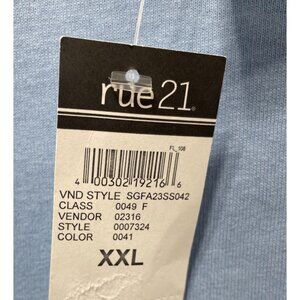 rue21
FL_108
4 00302 19216 6
VND STYLE SGFA23SS042
CLASS 0049 F
VENDOR 02316
STYLE 0007324
COLOR 0041
XXL